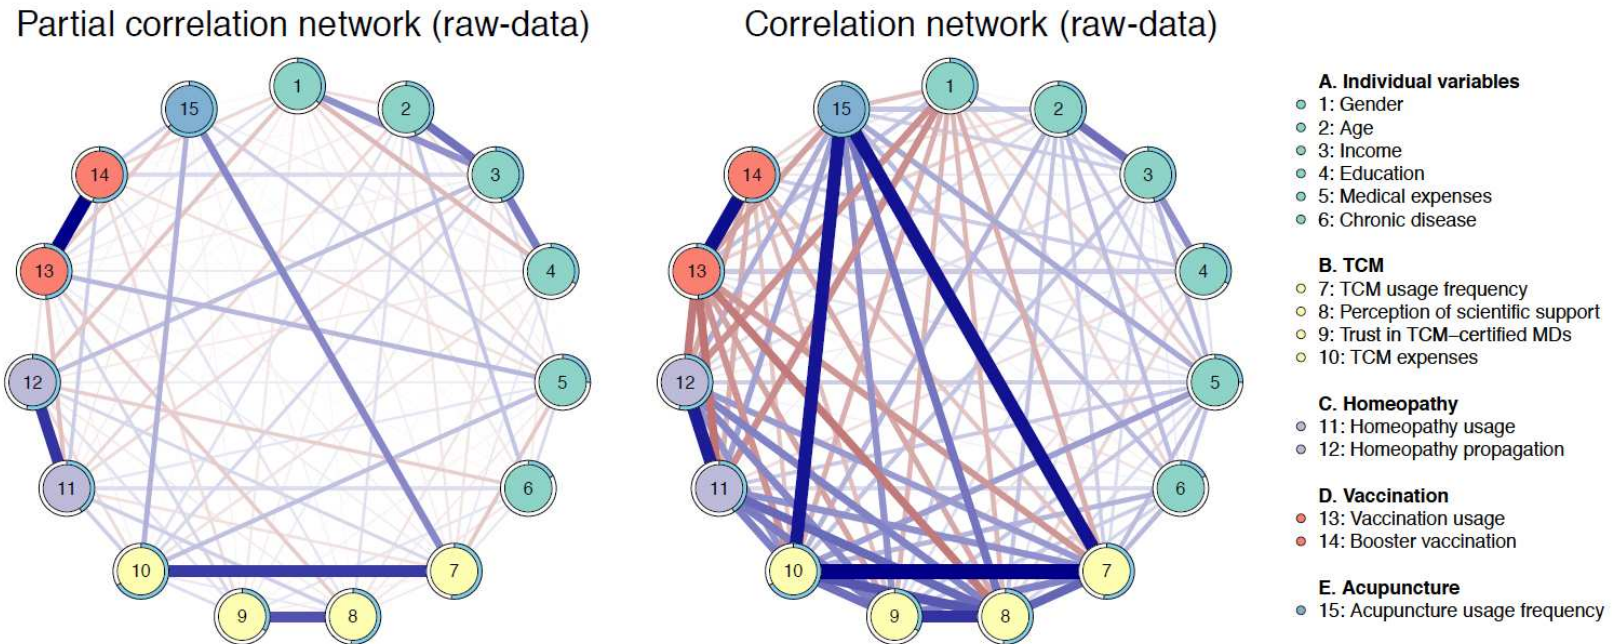 Partial correlation network (raw-data)
1
2
3
4
5
6
7
8
9
10
11
12
13
14
15
Correlation network (raw-data)
1
2
3
4
5
6
7
8
9
10
11
12
13
14
15
A. Individual variables
1: Gender
2: Age
3: Income
4: Education
5: Medical expenses
6: Chronic disease
B. TCM
7: TCM usage frequency
8: Perception of scientific support
9: Trust in TCM−certified MDs
10: TCM expenses
C. Homeopathy
11: Homeopathy usage
12: Homeopathy propagation
D. Vaccination
13: Vaccination usage
14: Booster vaccination
E. Acupuncture
15: Acupuncture usage frequency